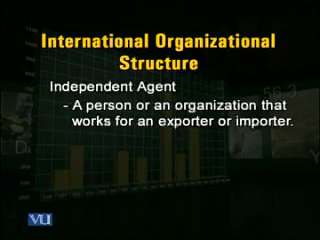 International Organizational
Structure
Independent Agent
- A person or an organization that
works for an exporter or importer.
VU